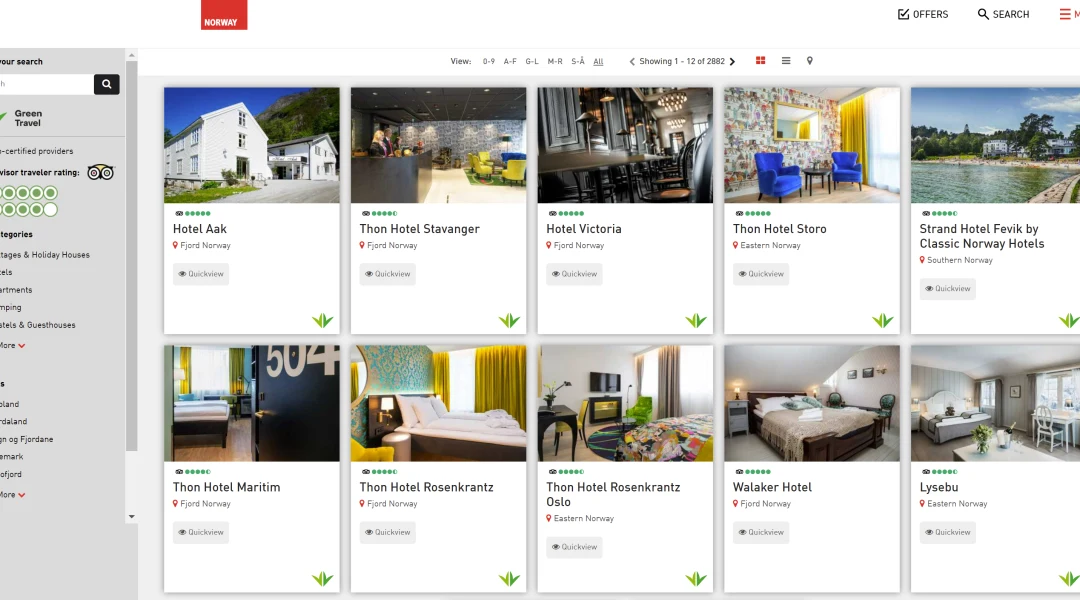 NORWAY
OFFERS
SEARCH
M
your search
View: 0-9 A-F G-L M-R S-Å All
Showing 1 - 12 of 2882
h
Green
Travel
-certified providers
visor traveler rating:
tegories
ttages & Holiday Houses
tels
artments
mping
stels & Guesthouses
More
s
pland
rdaland
gn og Fjordane
emark
ofjord
More
Hotel Aak
Fjord Norway
Quickview
Thon Hotel Stavanger
Fjord Norway
Quickview
Hotel Victoria
Fjord Norway
Quickview
Thon Hotel Storo
Eastern Norway
Quickview
Strand Hotel Fevik by
Classic Norway Hotels
Southern Norway
Quickview
504
Thon Hotel Maritim
Fjord Norway
Quickview
Thon Hotel Rosenkrantz
Fjord Norway
Quickview
Thon Hotel Rosenkrantz
Oslo
Eastern Norway
Quickview
Walaker Hotel
Fjord Norway
Quickview
Lysebu
Eastern Norway
Quickview